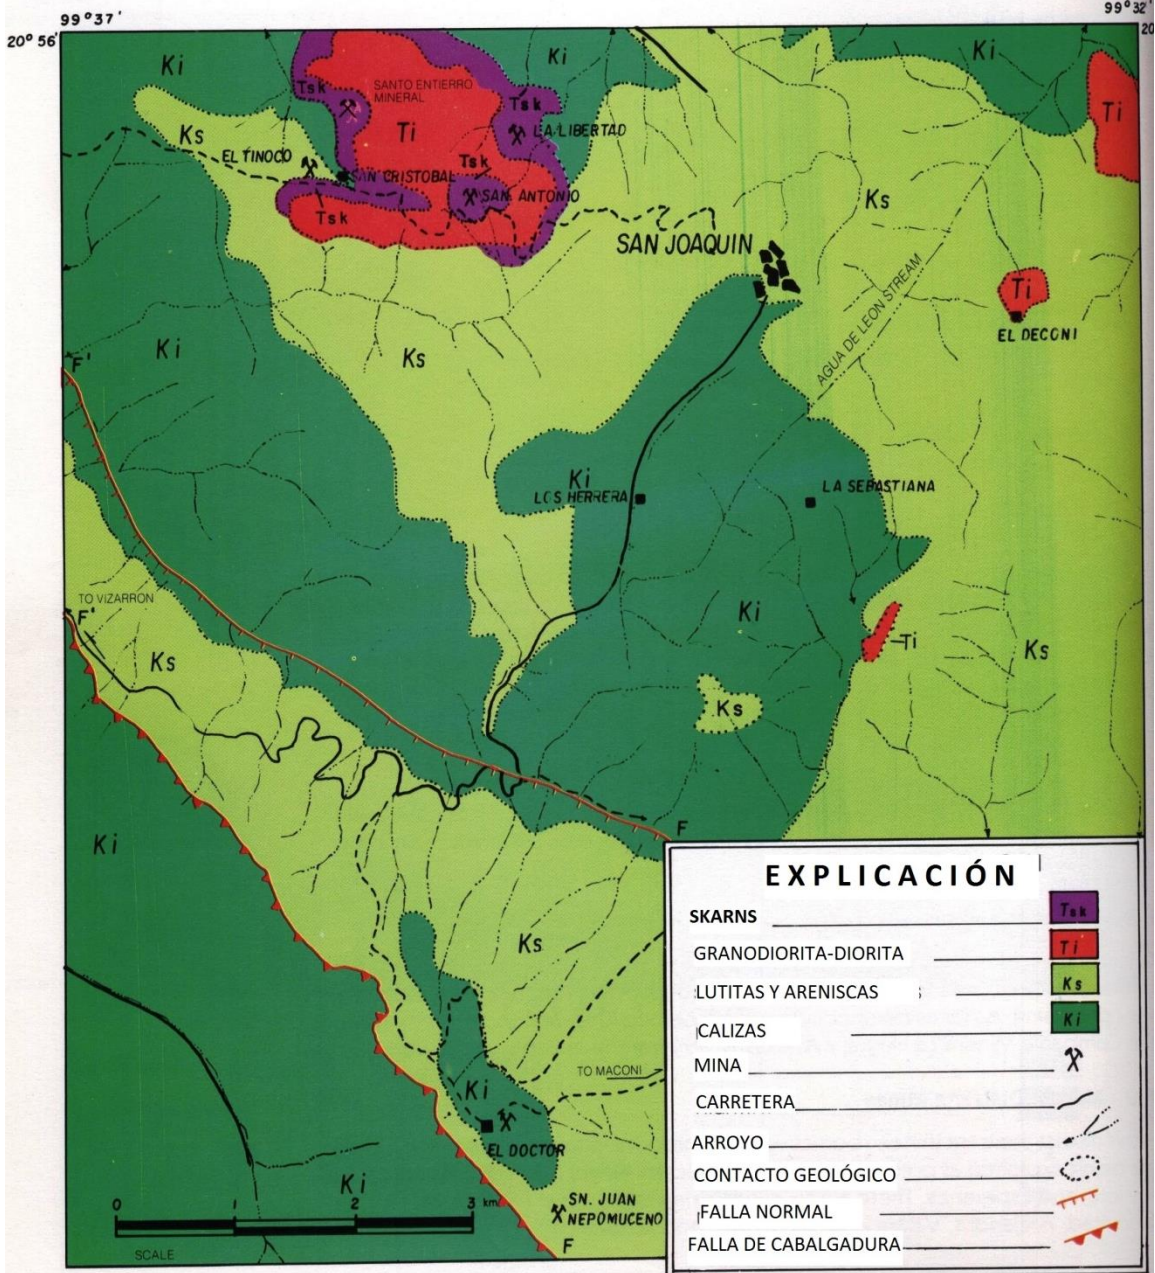 99° 37'
99° 32'
20° 56'
20
Ki
Ki
Ki
Tsk
SANTO ENTIERRO
MINERAL
Tsk
Ti
Ti
LA LIBERTAD
Ks
EL TINOCO
Tsk
SAN CRISTOBAL
SAN ANTONIO
Tsk
Ks
SAN JOAQUIN
AGUA DE LEON STREAM
Ti
EL DECONI
Ki
Ks
F'
Ki
LOS HERRERA
LA SEBASTIANA
TO VIZARRON
F'
Ks
Ki
Ti
Ks
Ks
F
Ki
Ks
TO MACONI
Ki
EL DOCTOR
Ki
0 1 2 3 km
SCALE
SN. JUAN
NEPOMUCENO
F
EXPLICACIÓN
SKARNS Tsk
GRANODIORITA-DIORITA Ti
LUTITAS Y ARENISCAS Ks
CALIZAS Ki
MINA
CARRETERA
ARROYO
CONTACTO GEOLÓGICO
FALLA NORMAL
FALLA DE CABALGADURA